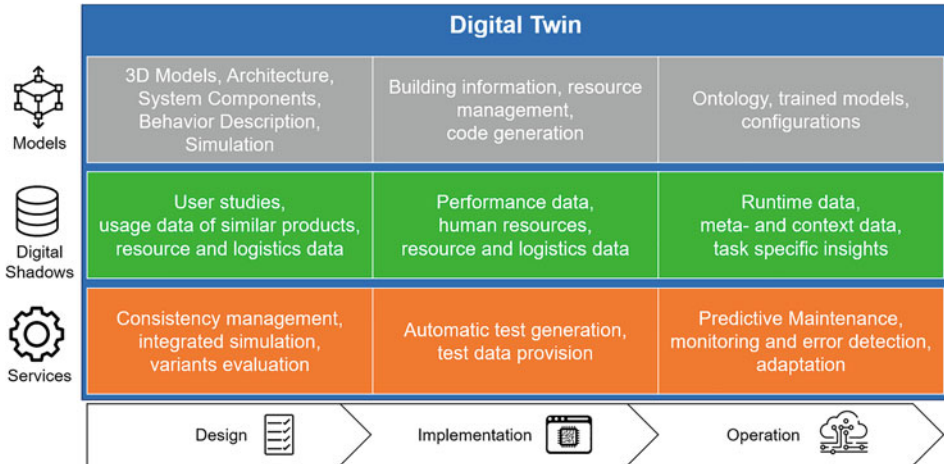 Digital Twin
Models
3D Models, Architecture,
System Components,
Behavior Description,
Simulation
Building information, resource
management,
code generation
Ontology, trained models,
configurations
Digital
Shadows
User studies,
usage data of similar products,
resource and logistics data
Performance data,
human resources,
resource and logistics data
Runtime data,
meta- and context data,
task specific insights
Services
Consistency management,
integrated simulation,
variants evaluation
Automatic test generation,
test data provision
Predictive Maintenance,
monitoring and error detection,
adaptation
Design
Implementation
Operation